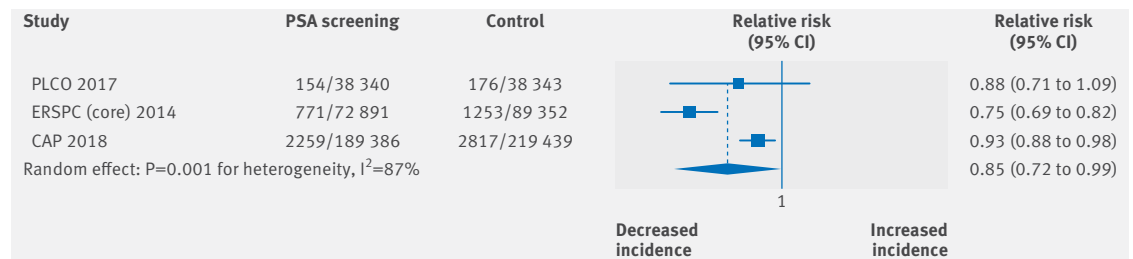 Study PSA screening Control Relative risk (95% CI) Relative risk (95% CI)
PLCO 2017 154/38 340 176/38 343 0.88 (0.71 to 1.09)
ERSPC (core) 2014 771/72 891 1253/89 352 0.75 (0.69 to 0.82)
CAP 2018 2259/189 386 2817/219 439 0.93 (0.88 to 0.98)
Random effect: P=0.001 for heterogeneity, I²=87% 0.85 (0.72 to 0.99)
1
Decreased incidence Increased incidence